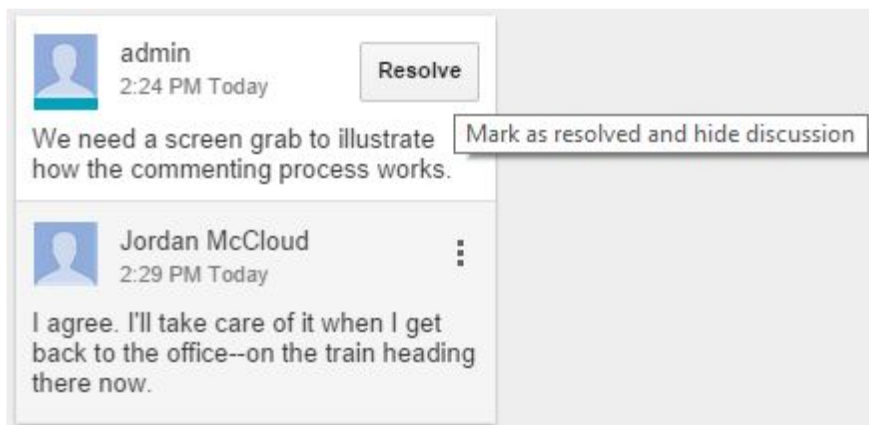 admin
2:24 PM Today
Resolve
Mark as resolved and hide discussion
We need a screen grab to illustrate
how the commenting process works.
Jordan McCloud
2:29 PM Today
I agree. I'll take care of it when I get
back to the office--on the train heading
there now.